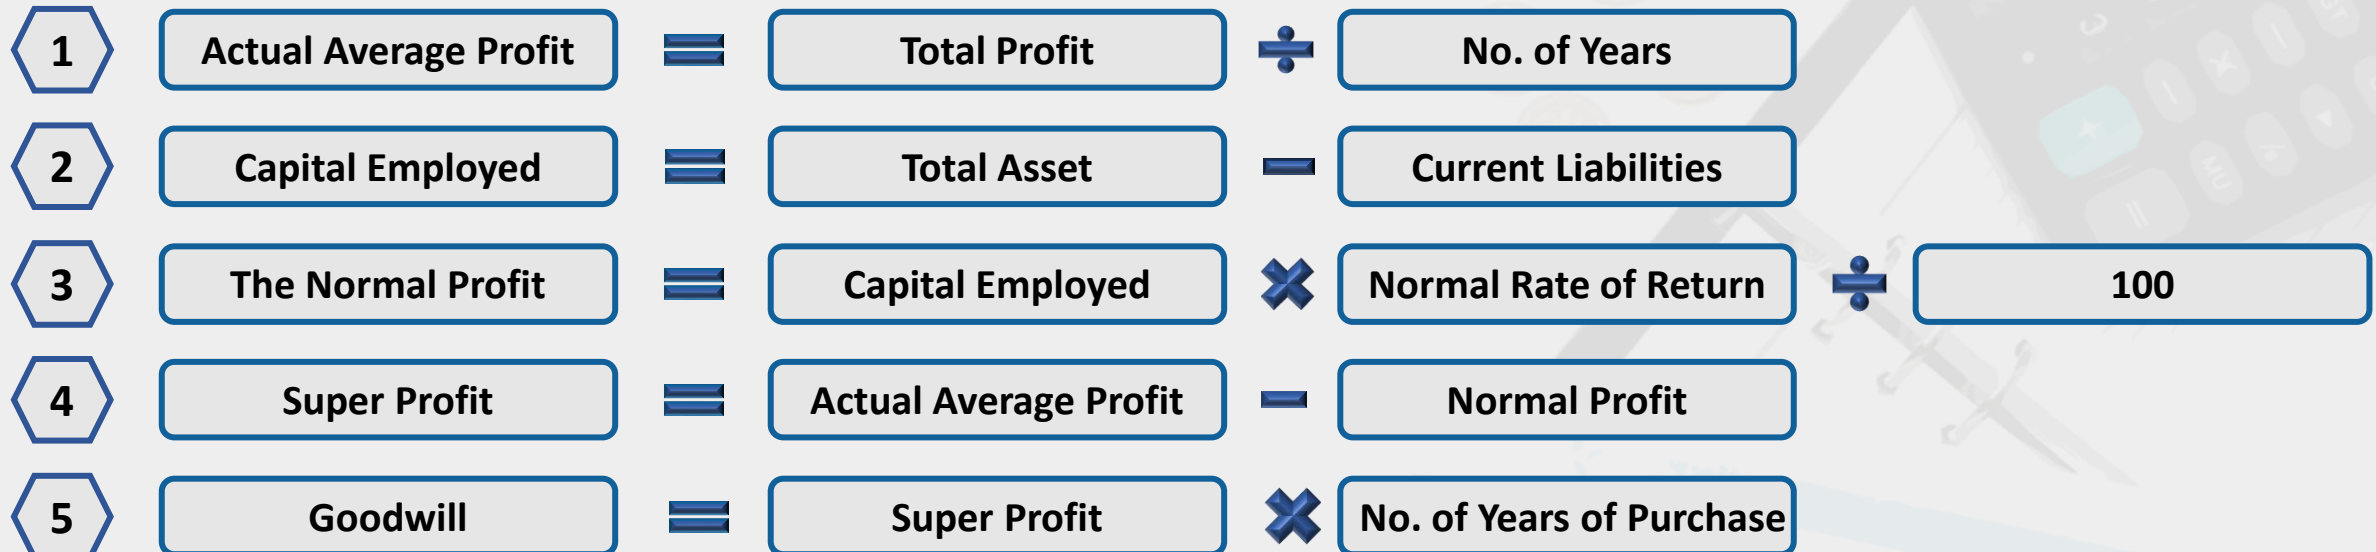 1 Actual Average Profit = Total Profit ÷ No. of Years
2 Capital Employed = Total Asset - Current Liabilities
3 The Normal Profit = Capital Employed × Normal Rate of Return ÷ 100
4 Super Profit = Actual Average Profit - Normal Profit
5 Goodwill = Super Profit × No. of Years of Purchase